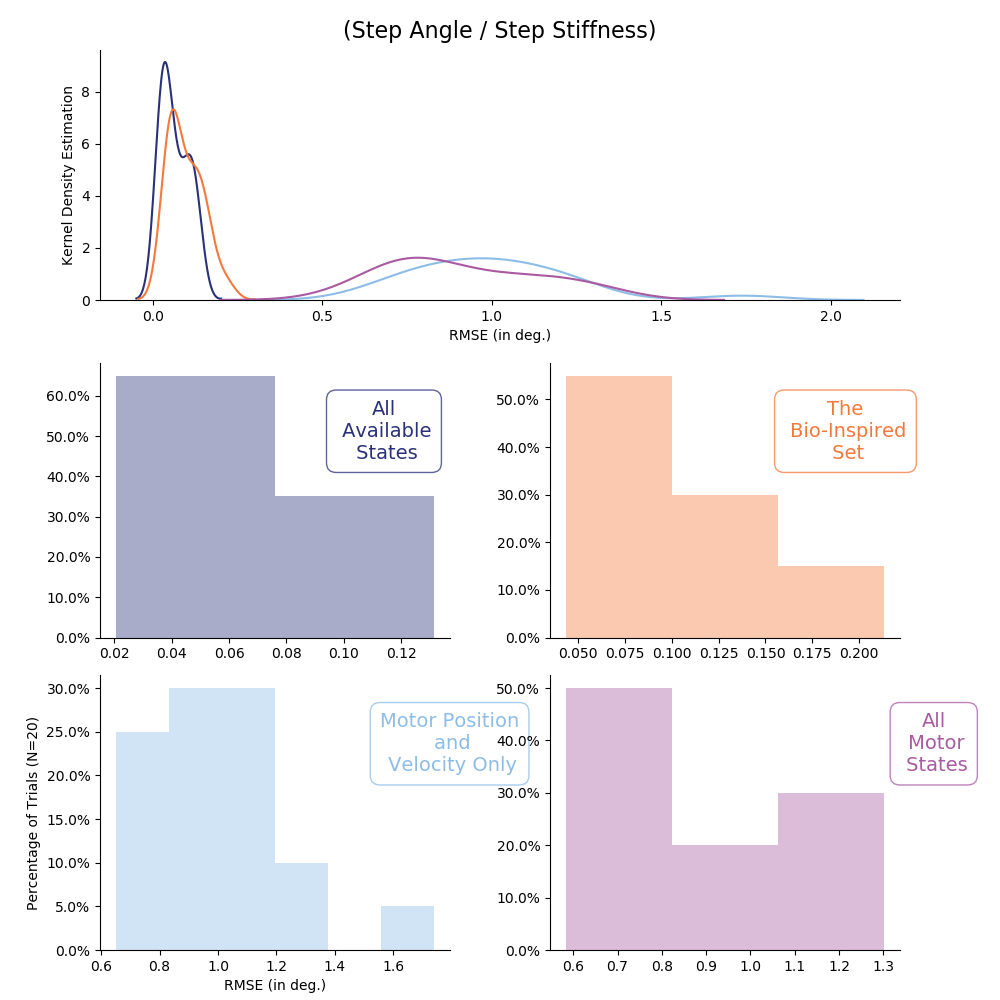 (Step Angle / Step Stiffness)
Kernel Density Estimation
8
6
4
2
0
0.0 0.5 1.0 1.5 2.0
RMSE (in deg.)
60.0%
50.0%
40.0%
30.0%
20.0%
10.0%
0.0%
0.02 0.04 0.06 0.08 0.10 0.12
All
Available
States
50.0%
40.0%
30.0%
20.0%
10.0%
0.0%
0.050 0.075 0.100 0.125 0.150 0.175 0.200
The
Bio-Inspired
Set
Percentage of Trials (N=20)
30.0%
25.0%
20.0%
15.0%
10.0%
5.0%
0.0%
0.6 0.8 1.0 1.2 1.4 1.6
RMSE (in deg.)
Motor Position
and
Velocity Only
50.0%
40.0%
30.0%
20.0%
10.0%
0.0%
0.6 0.7 0.8 0.9 1.0 1.1 1.2 1.3
All
Motor
States